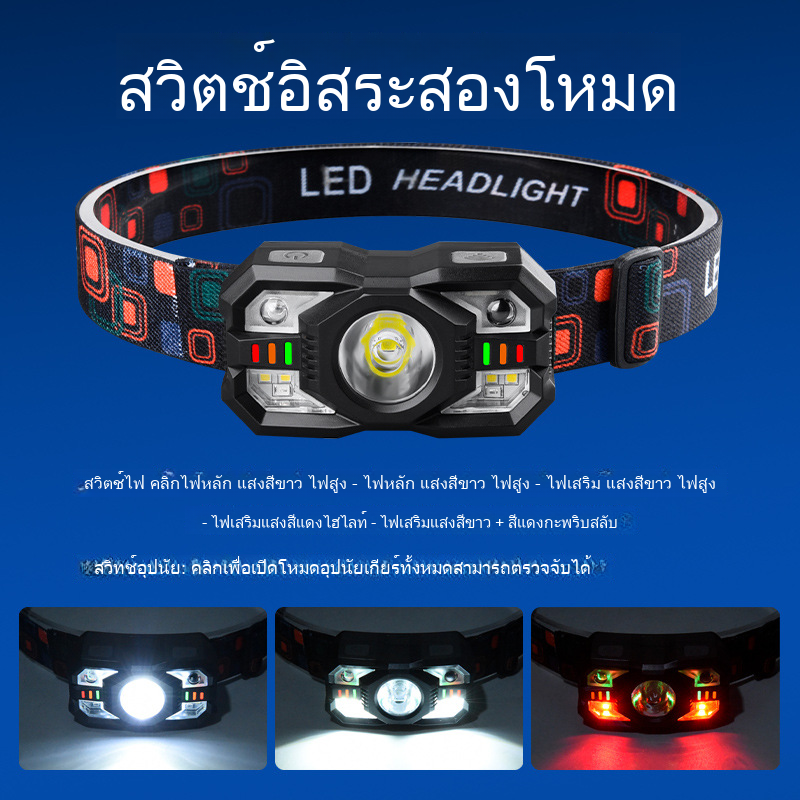 สวิตช์อิสระสองโหมด
LED HEADLIGHT
สวิตช์ไฟ คลิกไฟหลัก แสงสีขาว ไฟสูง - ไฟหลัก แสงสีขาว ไฟสูง - ไฟเสริม แสงสีขาว ไฟสูง
- ไฟเสริมแสงสีแดงไฮไลท์ - ไฟเสริมแสงสีขาว + สีแดงกะพริบสลับ
สวิทช์อุปนัย: คลิกเพื่อเปิดโหมดอุปนัยเกียร์ทั้งหมดสามารถตรวจจับได้